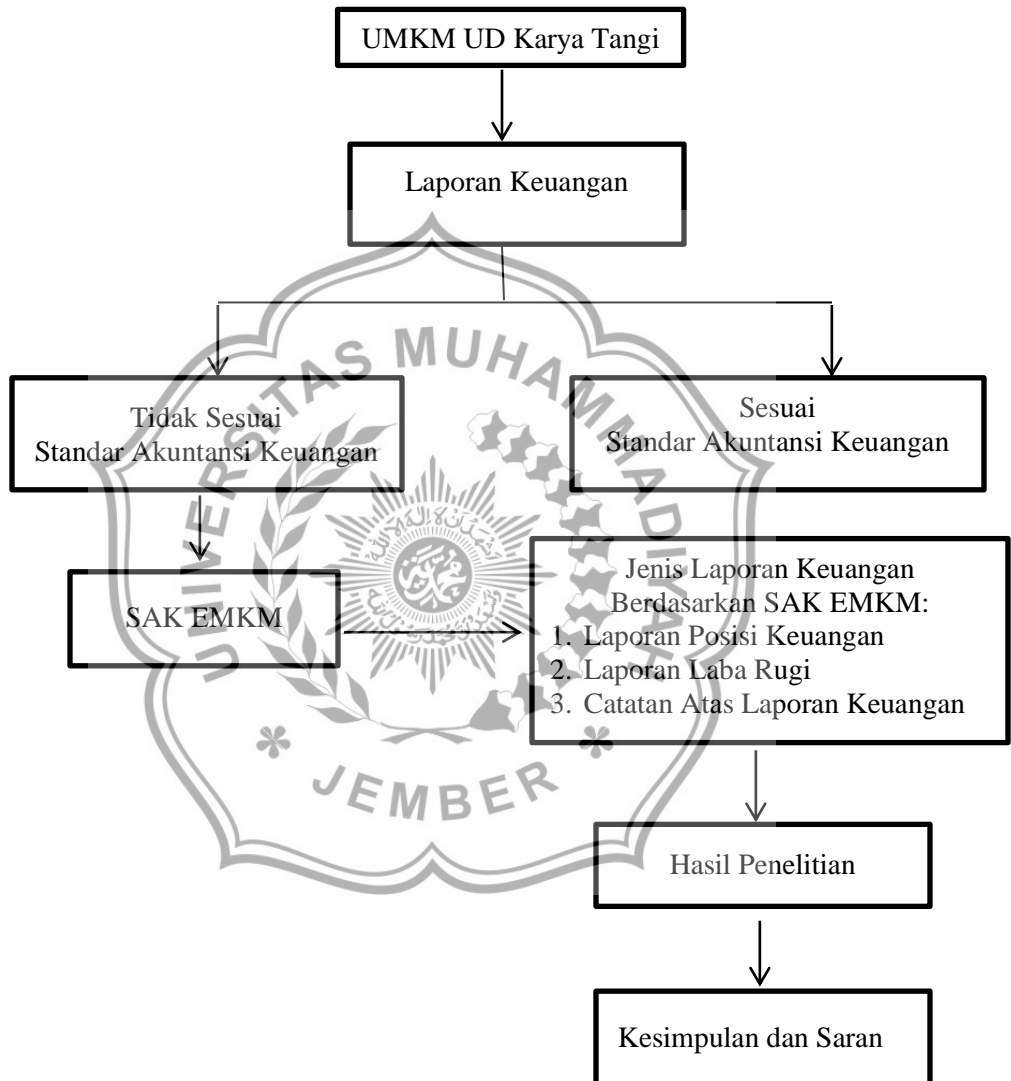 UMKM UD Karya Tangi
Laporan Keuangan
Tidak Sesuai
Standar Akuntansi Keuangan
Sesuai
Standar Akuntansi Keuangan
SAK EMKM
Jenis Laporan Keuangan
Berdasarkan SAK EMKM:
1. Laporan Posisi Keuangan
2. Laporan Laba Rugi
3. Catatan Atas Laporan Keuangan
Hasil Penelitian
Kesimpulan dan Saran
UNIVERSITAS MUHAMMADIYAH
* JEMBER *